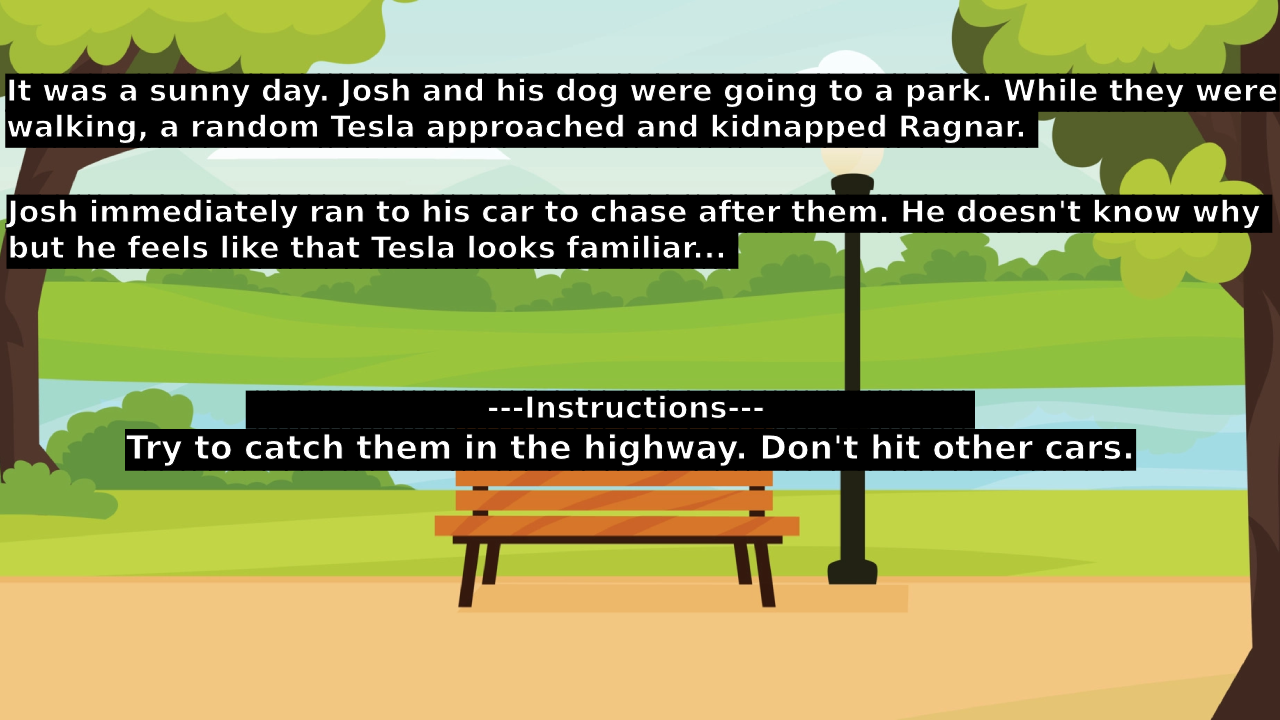 It was a sunny day. Josh and his dog were going to a park. While they were
walking, a random Tesla approached and kidnapped Ragnar.
Josh immediately ran to his car to chase after them. He doesn't know why
but he feels like that Tesla looks familiar...
---Instructions---
Try to catch them in the highway. Don't hit other cars.